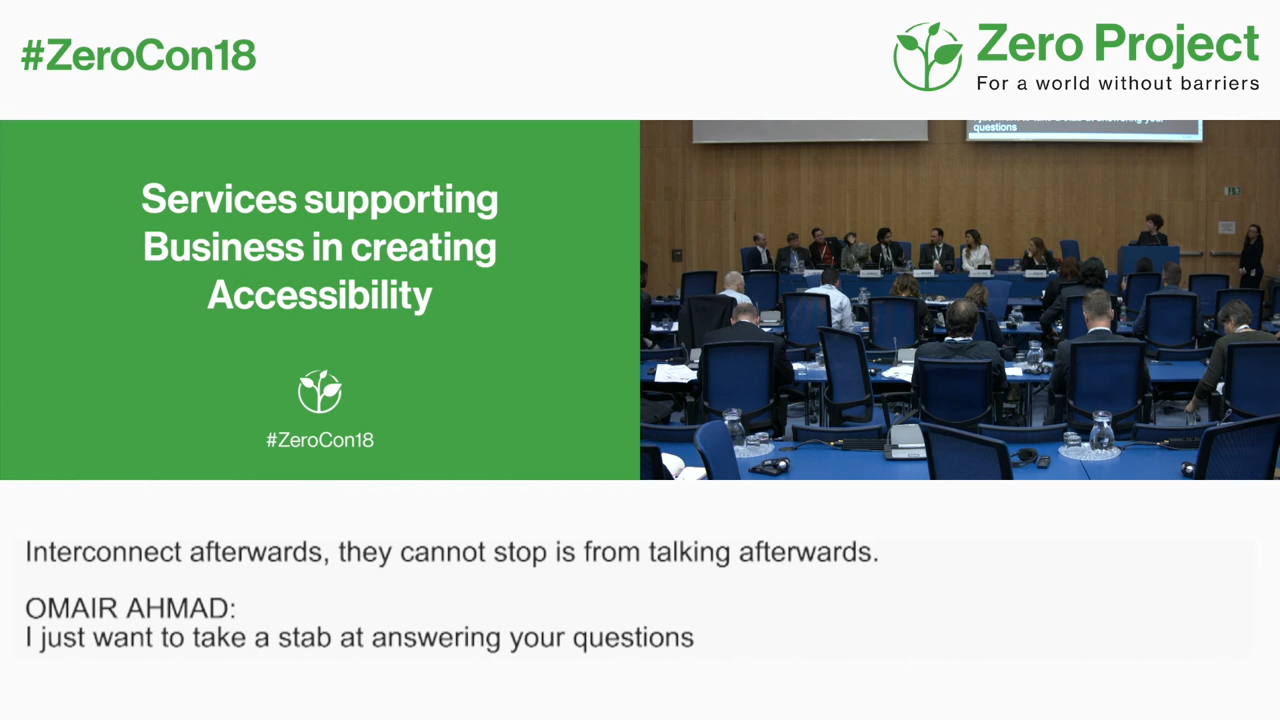 #ZeroCon18
Zero Project
For a world without barriers
Services supporting
Business in creating
Accessibility
#ZeroCon18
questions
Interconnect afterwards, they cannot stop is from talking afterwards.
OMAIR AHMAD:
I just want to take a stab at answering your questions